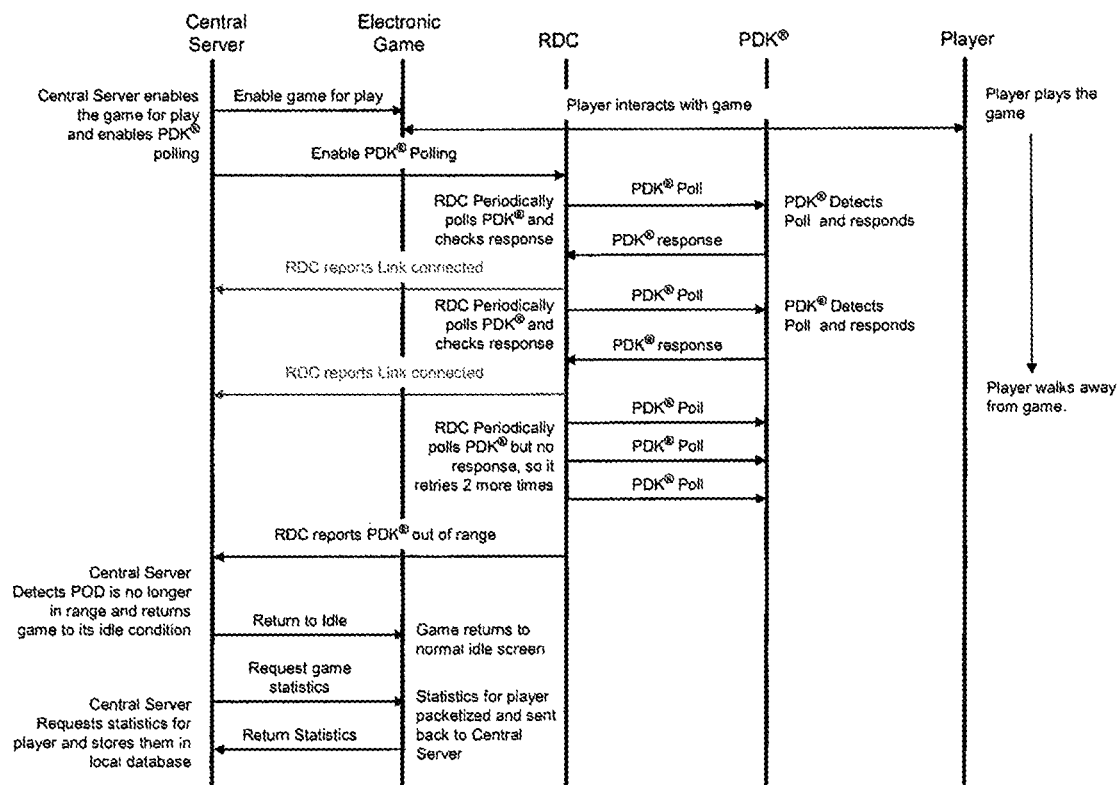 Central
Server
Electronic
Game
RDC
PDK®
Player
Central Server enables
the game for play
and enables PDK®
polling
Enable game for play
Player interacts with game
Player plays the
game
Enable PDK® Polling
RDC Periodically
polls PDK® and
checks response
PDK® Poll
PDK® Detects
Poll and responds
PDK® response
RDC reports Link connected
RDC Periodically
polls PDK® and
checks response
PDK® Poll
PDK® Detects
Poll and responds
PDK® response
RDC reports Link connected
Player walks away
from game.
RDC Periodically
polls PDK® but no
response, so it
retries 2 more times
PDK® Poll
PDK® Poll
PDK® Poll
RDC reports PDK® out of range
Central Server
Detects POD is no longer
in range and returns
game to its idle condition
Return to Idle
Game returns to
normal idle screen
Request game
statistics
Central Server
Requests statistics for
player and stores them in
local database
Statistics for player
packetized and sent
back to Central
Server
Return Statistics